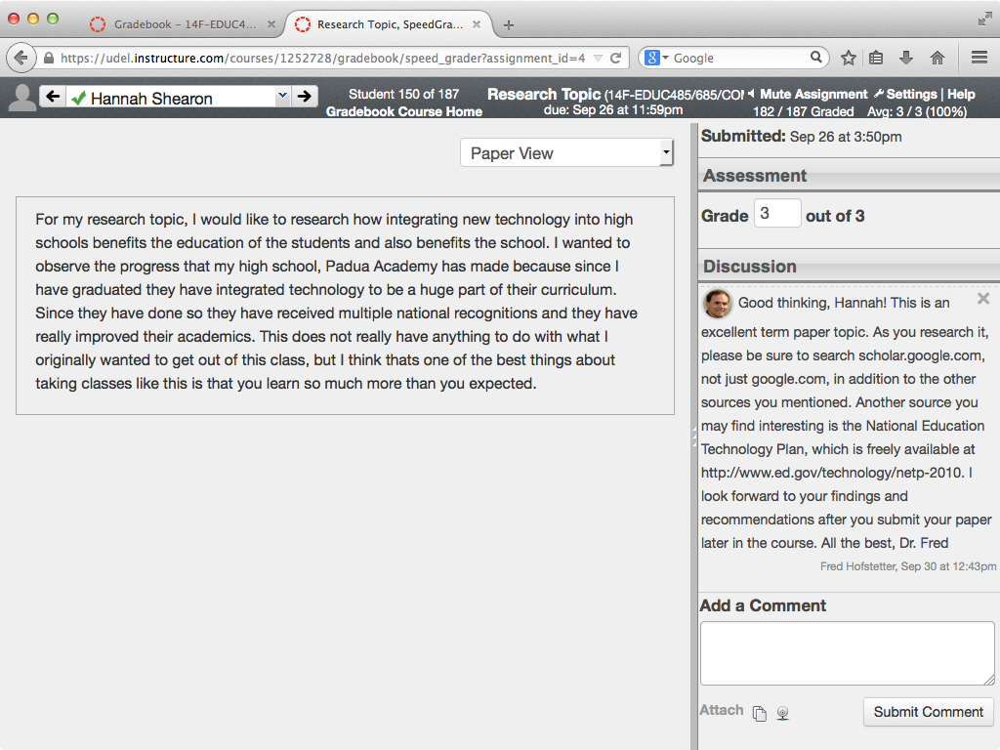 Gradebook - 14F-EDUC4...
Research Topic, SpeedGra...
https://udel.instructure.com/courses/1252728/gradebook/speed_grader?assignment_id=4
Google
Hannah Shearon
Student 150 of 187
Gradebook Course Home
Research Topic (14F-EDUC485/685/COI
due: Sep 26 at 11:59pm
Mute Assignment Settings | Help
182 / 187 Graded Avg: 3 / 3 (100%)
Paper View
For my research topic, I would like to research how integrating new technology into high
schools benefits the education of the students and also benefits the school. I wanted to
observe the progress that my high school, Padua Academy has made because since I
have graduated they have integrated technology to be a huge part of their curriculum.
Since they have done so they have received multiple national recognitions and they have
really improved their academics. This does not really have anything to do with what I
originally wanted to get out of this class, but I think thats one of the best things about
taking classes like this is that you learn so much more than you expected.
Submitted: Sep 26 at 3:50pm
Assessment
Grade 3 out of 3
Discussion
Good thinking, Hannah! This is an
excellent term paper topic. As you research it,
please be sure to search scholar.google.com,
not just google.com, in addition to the other
sources you mentioned. Another source you
may find interesting is the National Education
Technology Plan, which is freely available at
http://www.ed.gov/technology/netp-2010. I
look forward to your findings and
recommendations after you submit your paper
later in the course. All the best, Dr. Fred
Fred Hofstetter, Sep 30 at 12:43pm
Add a Comment
Attach
Submit Comment